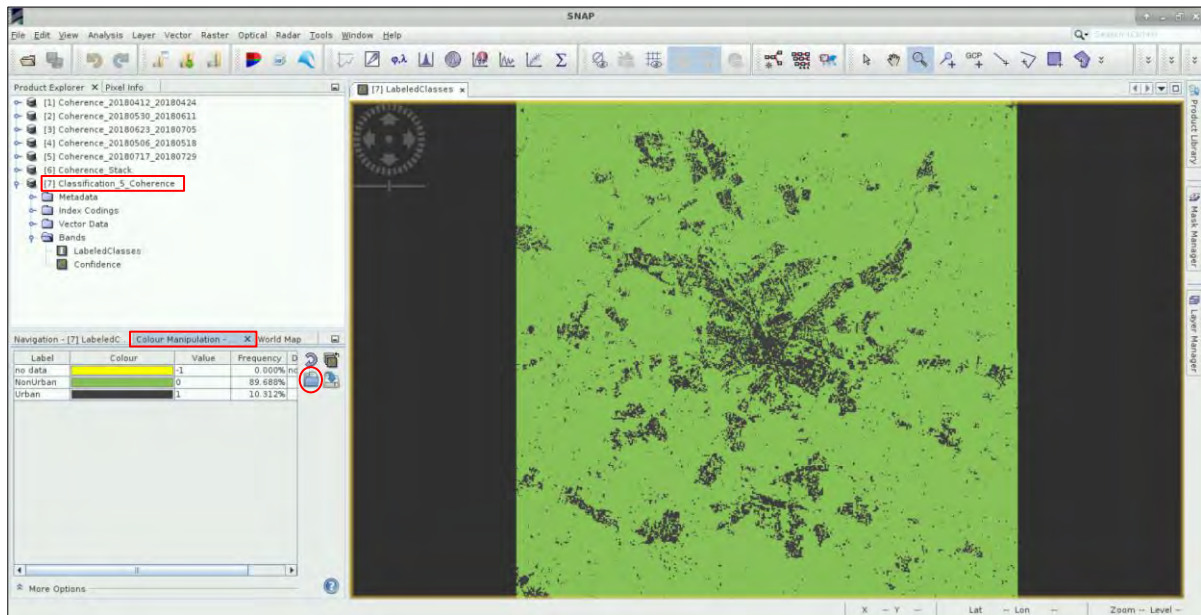 SNAP
File Edit View Analysis Layer Vector Raster Optical Radar Tools Window Help
φ,λ Σ GCP
Product Explorer X Pixel Info
[7] LabeledClasses x
[1] Coherence_20180412_20180424
[2] Coherence_20180530_20180611
[3] Coherence_20180623_20180705
[4] Coherence_20180506_20180518
[5] Coherence_20180717_20180729
[6] Coherence_Stack
[7] Classification_5_Coherence
Metadata
Index Codings
Vector Data
Bands
LabeledClasses
Confidence
Product Library
Mask Manager
Layer Manager
Navigation - [7] LabeledC... Colour Manipulation - ... X World Map
Label Colour Value Frequency D
no data -1 0.000% no
NonUrban 0 89.688%
Urban 1 10.312%
More Options
X -- Y -- Lat -- Lon -- Zoom -- Level --